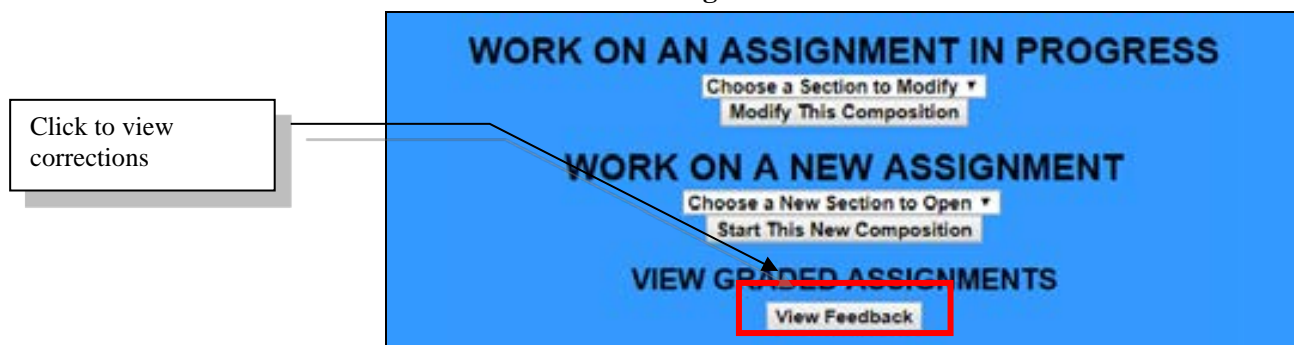 Click to view
corrections
WORK ON AN ASSIGNMENT IN PROGRESS
Choose a Section to Modify ▼
Modify This Composition
WORK ON A NEW ASSIGNMENT
Choose a New Section to Open ▼
Start This New Composition
VIEW GRADED ASSIGNMENTS
View Feedback